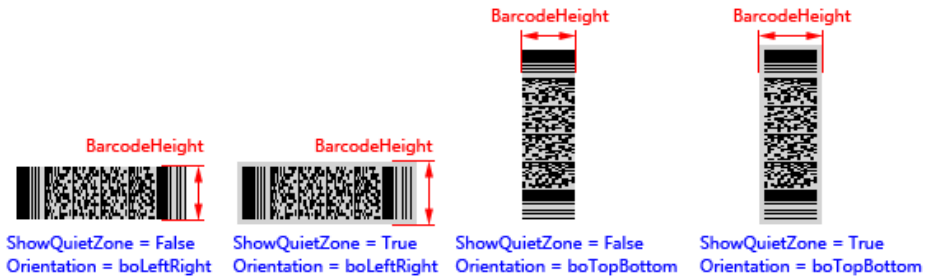 BarcodeHeight
BarcodeHeight
BarcodeHeight
BarcodeHeight
ShowQuietZone = False
Orientation = boLeftRight
ShowQuietZone = True
Orientation = boLeftRight
ShowQuietZone = False
Orientation = boTopBottom
ShowQuietZone = True
Orientation = boTopBottom